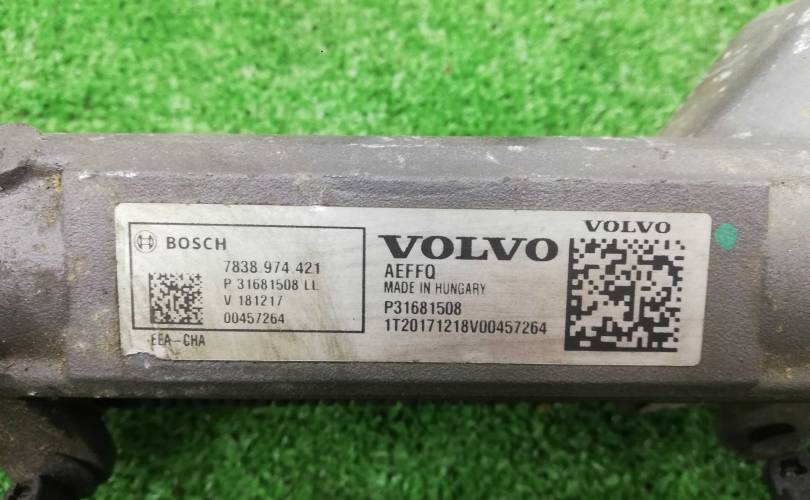 BOSCH
7838.974.421
P 31681508 LL
V 181217
00457264
EEA-CHA
VOLVO
AEFFQ
MADE IN HUNGARY
P31681508
1T20171218V00457264
VOLVO